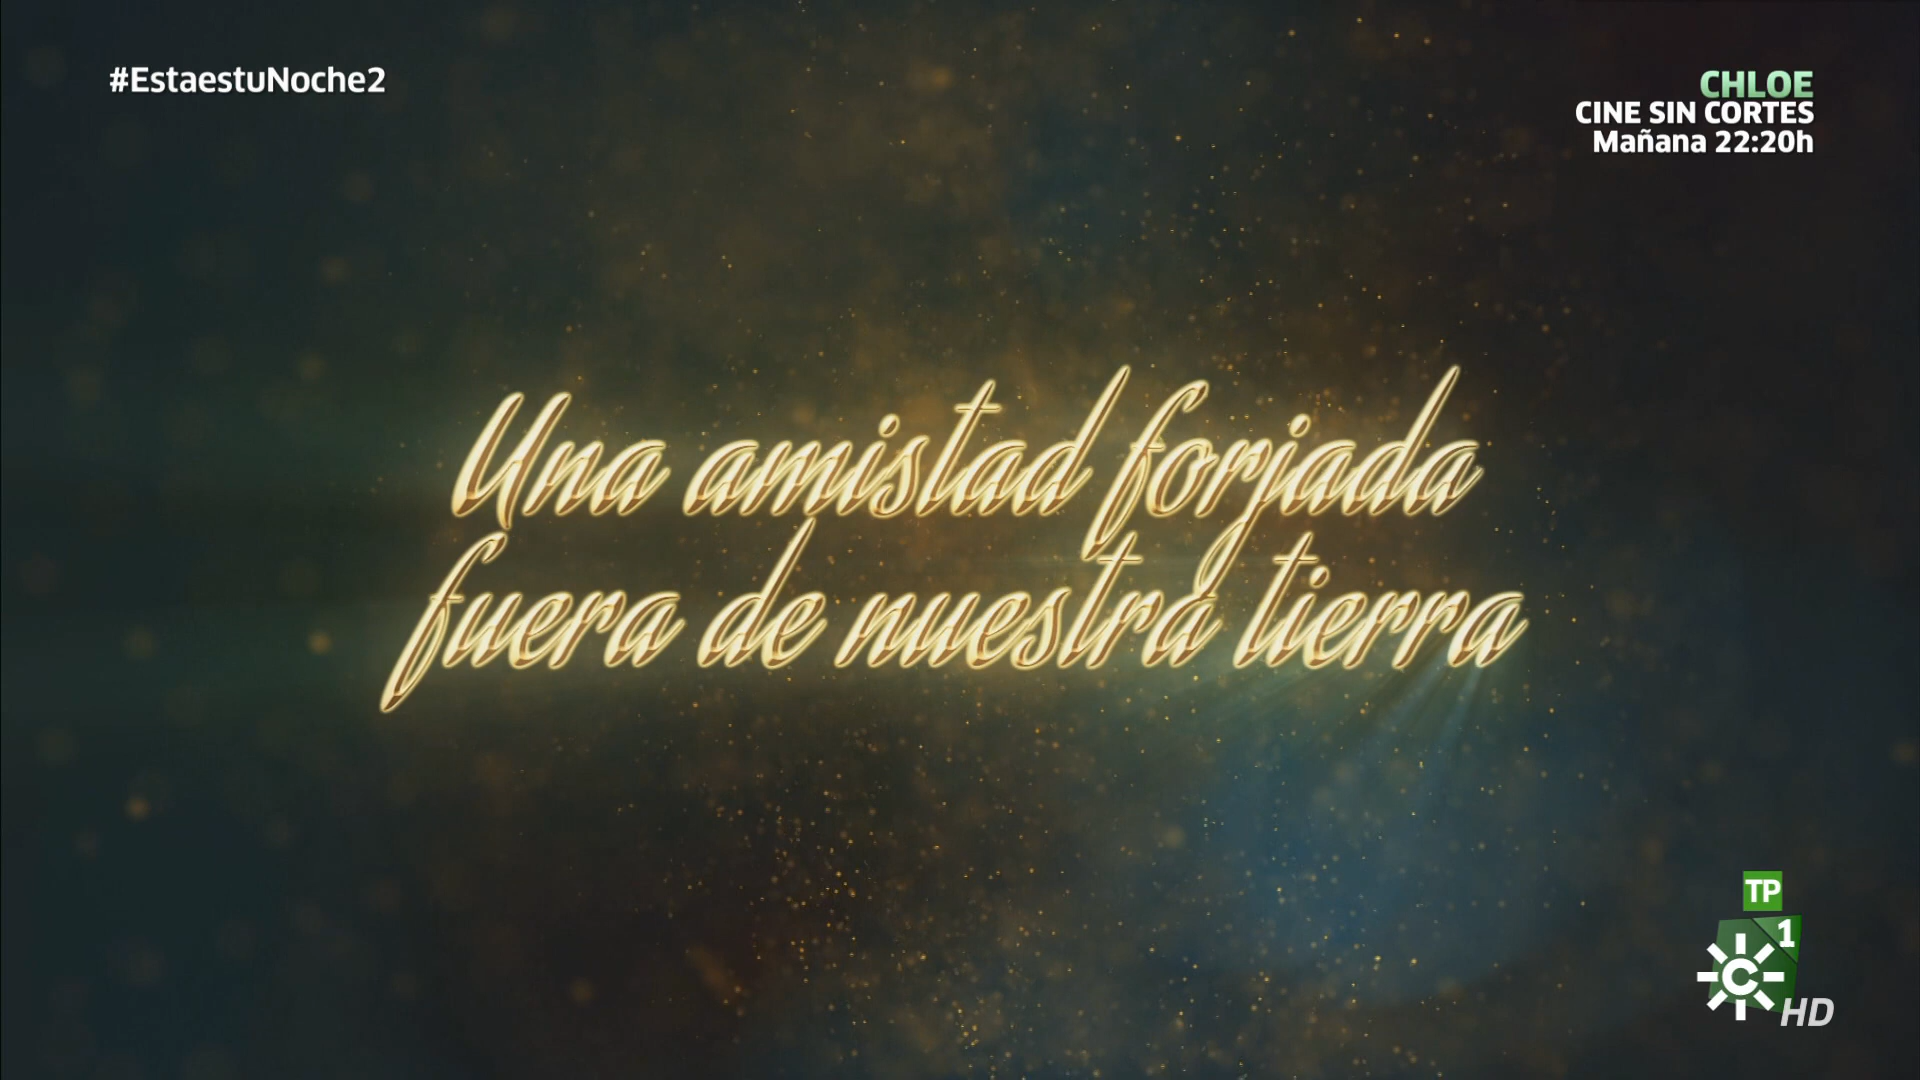 #EstaestuNoche2
CHLOE
CINE SIN CORTES
Mañana 22:20h
Una amistad forjada
fuera de nuestra tierra
TP
1
C
HD